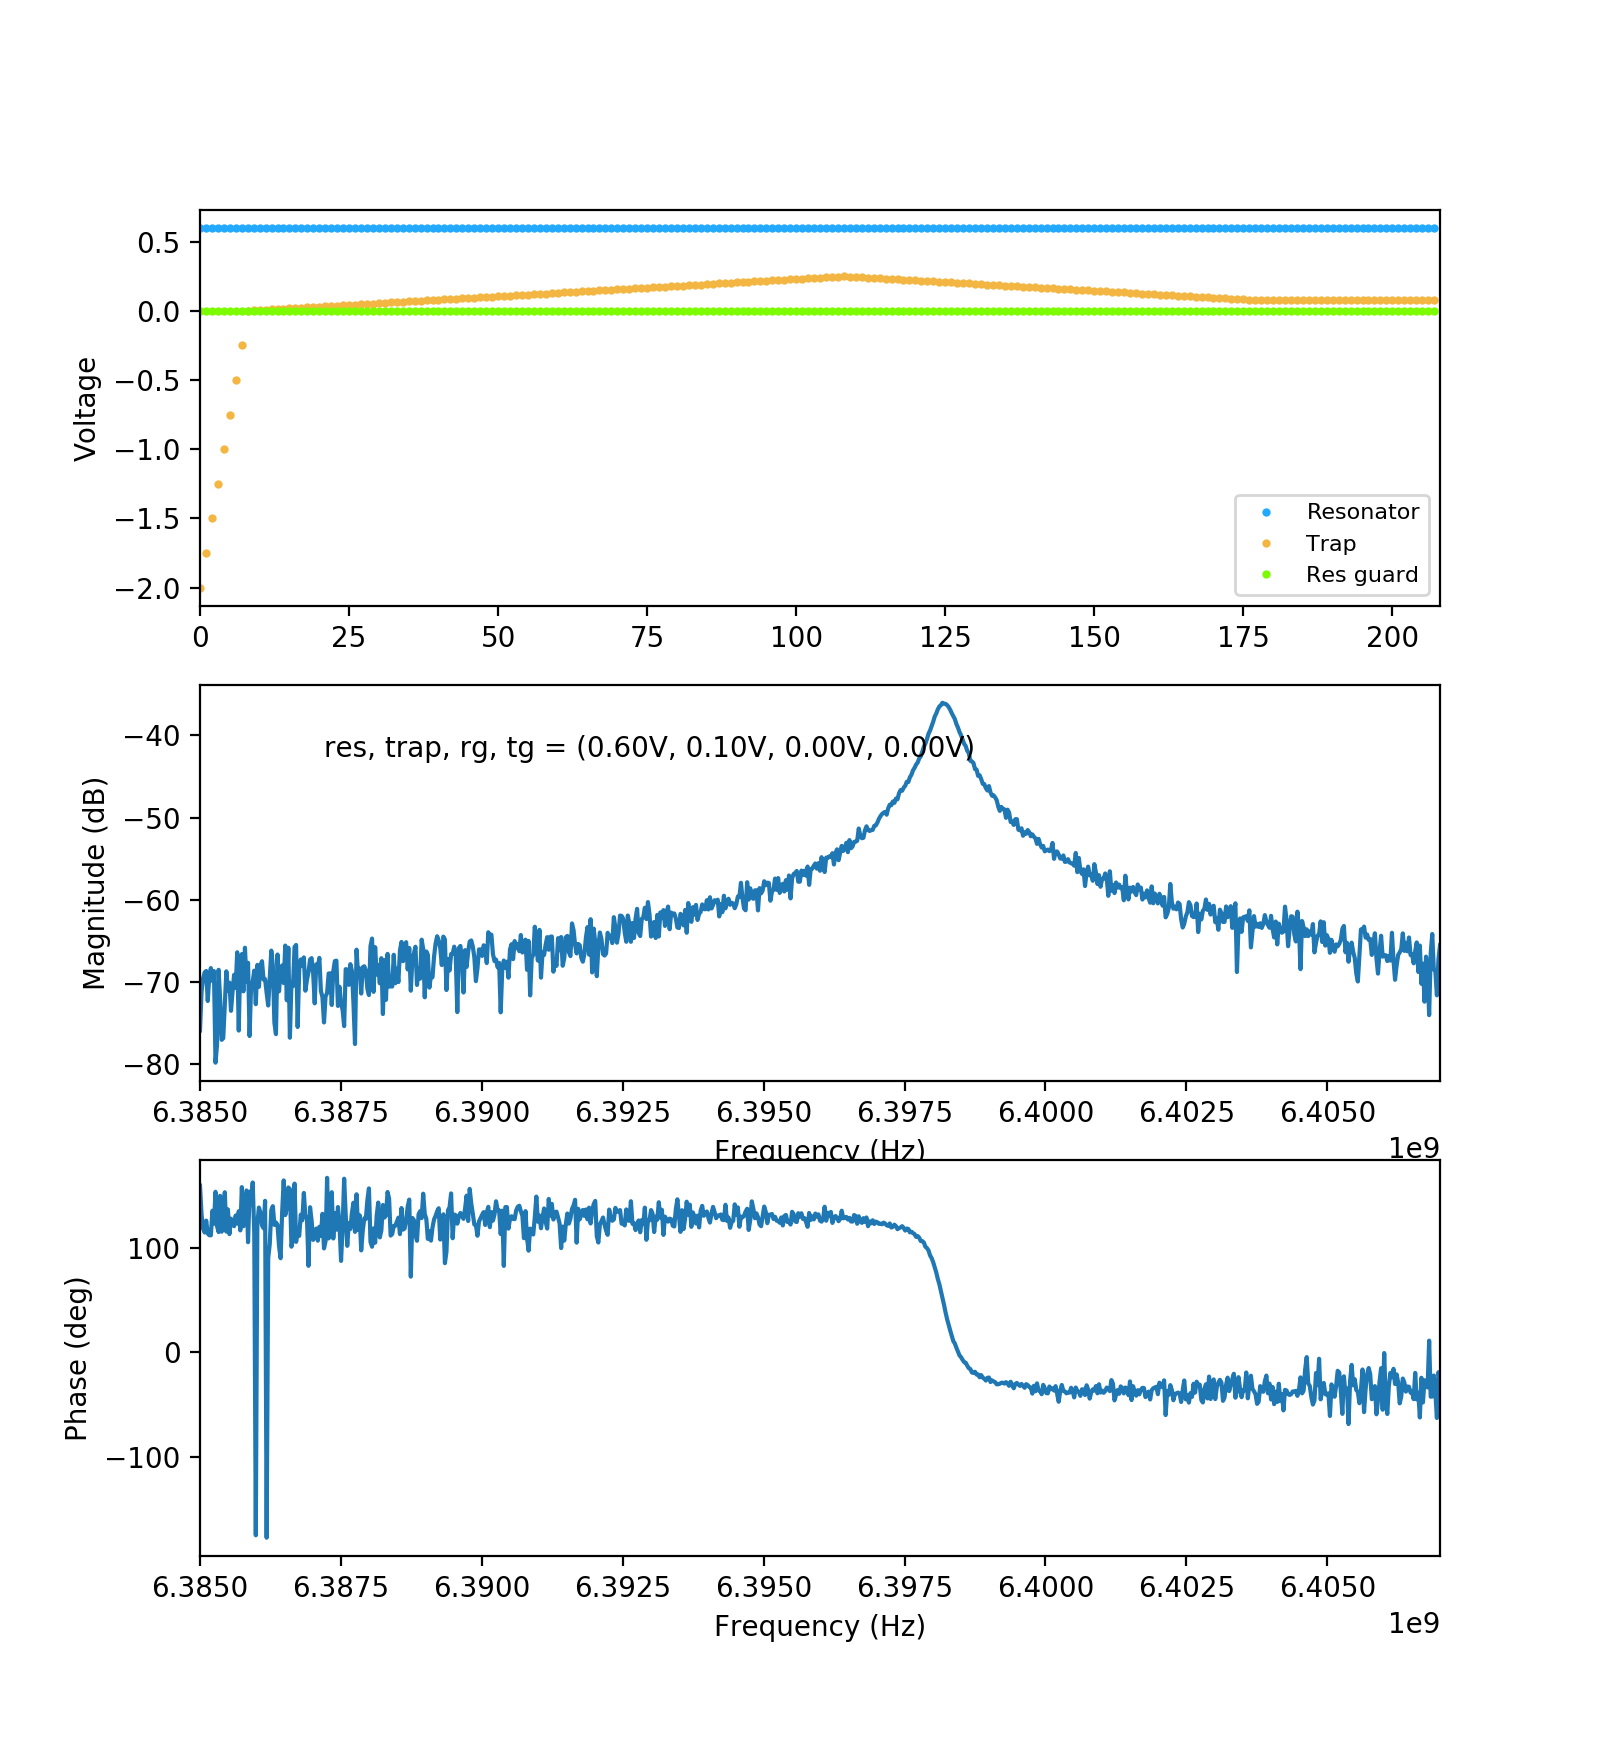 0.5
0.0
−0.5
−1.0
−1.5
−2.0
Voltage
Resonator
Trap
Res guard
0 25 50 75 100 125 150 175 200
−40
−50
−60
−70
−80
Magnitude (dB)
res, trap, rg, tg = (0.60V, 0.10V, 0.00V, 0.00V)
6.3850 6.3875 6.3900 6.3925 6.3950 6.3975 6.4000 6.4025 6.4050
1e9
Frequency (Hz)
100
0
−100
Phase (deg)
6.3850 6.3875 6.3900 6.3925 6.3950 6.3975 6.4000 6.4025 6.4050
1e9
Frequency (Hz)